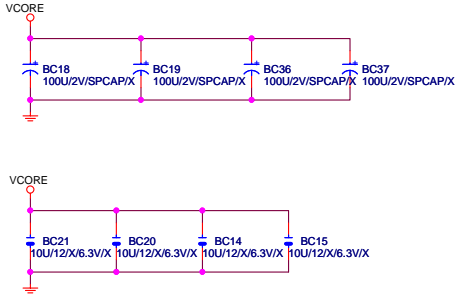 VCORE
BC18 BC19 BC36 BC37
100U/2V/SPCAP/X 100U/2V/SPCAP/X 100U/2V/SPCAP/X 100U/2V/SPCAP/X
VCORE
BC21 BC20 BC14 BC15
10U/12/X/6.3V/X 10U/12/X/6.3V/X 10U/12/X/6.3V/X 10U/12/X/6.3V/X